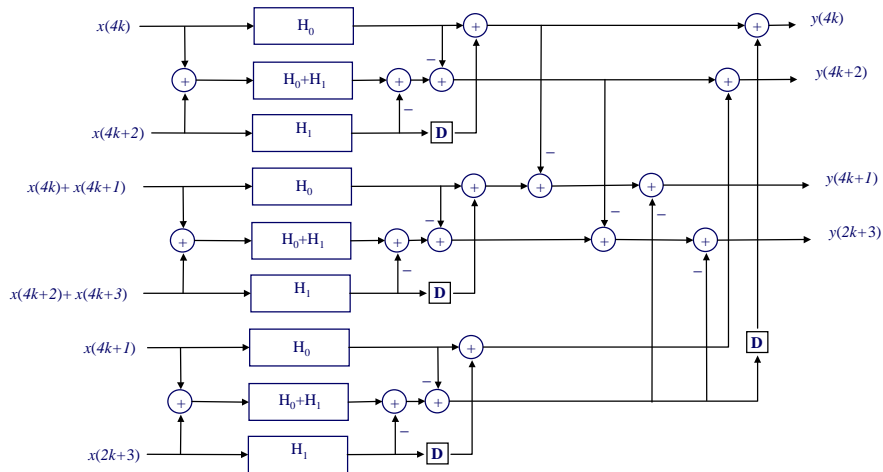 x(4k) H₀ + + y(4k)
+ H₀+H₁ + − + + y(4k+2)
x(4k+2) H₁ − D
x(4k)+ x(4k+1) H₀ + − + + y(4k+1)
+ H₀+H₁ + − + − + − + y(2k+3)
x(4k+2)+ x(4k+3) H₁ − D −
x(4k+1) H₀ + D
+ H₀+H₁ + − +
x(2k+3) H₁ − D